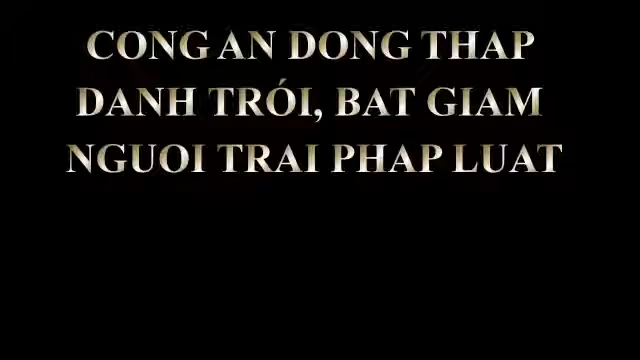 CONG AN DONG THAP
DANH TRÓI, BAT GIAM
NGUOI TRAI PHAP LUAT